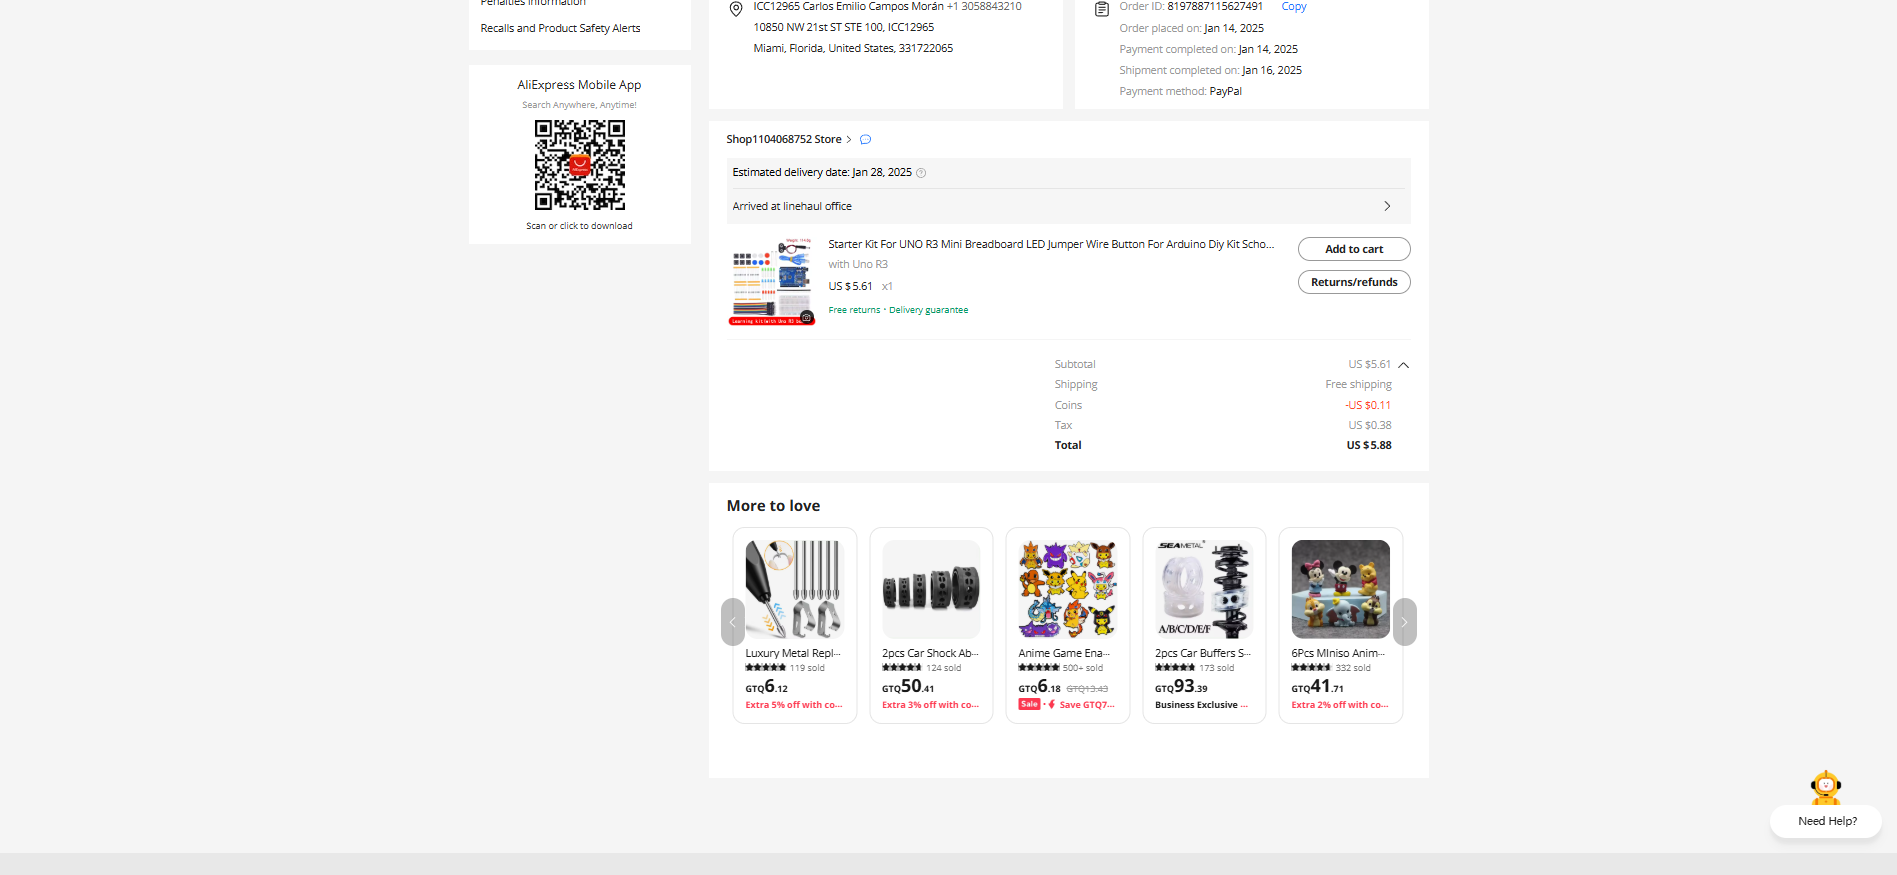 Penalties information
Recalls and Product Safety Alerts
AliExpress Mobile App
Search Anywhere, Anytime!
Scan or click to download
ICC12965 Carlos Emilio Campos Morán +1 3058843210
10850 NW 21st ST STE 100, ICC12965
Miami, Florida, United States, 331722065
Order ID: 8197887115627491 Copy
Order placed on: Jan 14, 2025
Payment completed on: Jan 14, 2025
Shipment completed on: Jan 16, 2025
Payment method: PayPal
Shop1104068752 Store
Estimated delivery date: Jan 28, 2025
Arrived at linehaul office
Starter Kit For UNO R3 Mini Breadboard LED Jumper Wire Button For Arduino Diy Kit Scho...
with Uno R3
US $5.61 x1
Free returns · Delivery guarantee
Add to cart
Returns/refunds
Subtotal US $5.61
Shipping Free shipping
Coins -US $0.11
Tax US $0.38
Total US $5.88
More to love
Luxury Metal Repl...
119 sold
GTQ6.12
Extra 5% off with co...
2pcs Car Shock Ab...
124 sold
GTQ50.41
Extra 3% off with co...
Anime Game Ena...
500+ sold
GTQ6.18 GTQ13.43
Sale · Save GTQ7...
SEAMETAL
A/B/C/D/E/F
2pcs Car Buffers S...
173 sold
GTQ93.39
Business Exclusive ...
6Pcs MIniso Anim...
332 sold
GTQ41.71
Extra 2% off with co...
Need Help?